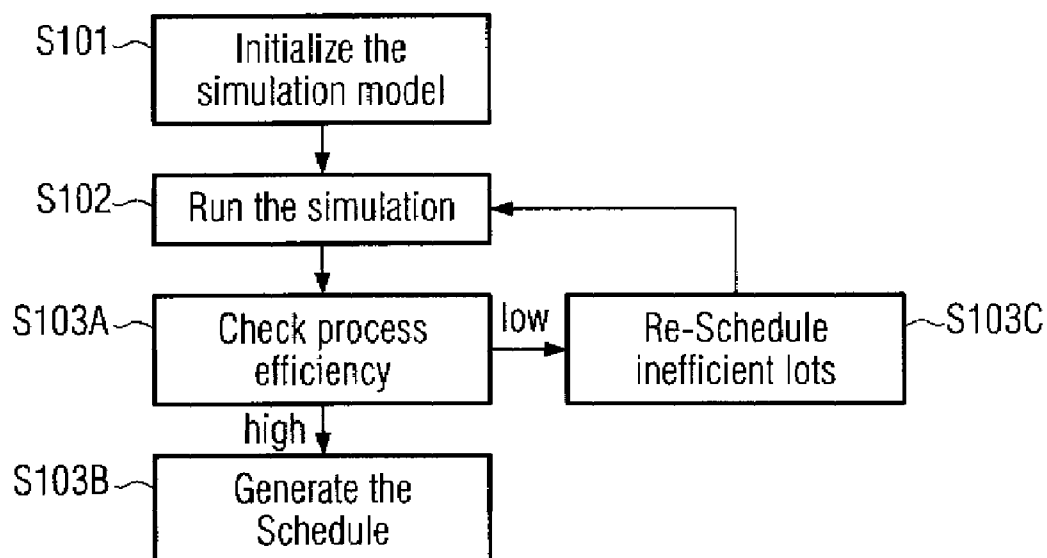 S101
Initialize the
simulation model
S102
Run the simulation
S103A
Check process
efficiency
low
Re-Schedule
inefficient lots
S103C
high
S103B
Generate the
Schedule